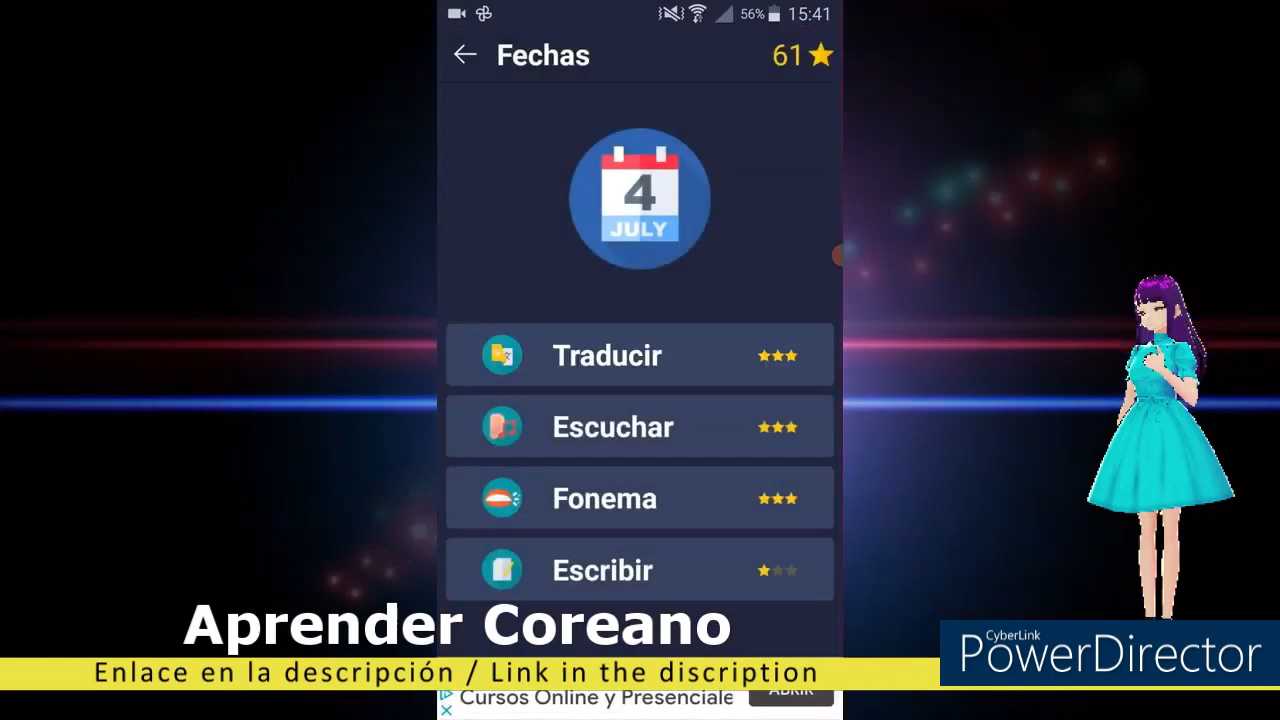 56% 15:41
Fechas 61
4
JULY
Traducir
Escuchar
Fonema
Escribir
Aprender Coreano
Enlace en la descripción / Link in the discription
CyberLink
PowerDirector
Cursos Online y Presenciale
ABRIR